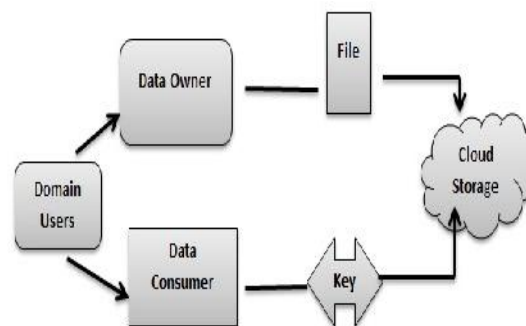 File
Data Owner
Cloud
Storage
Domain
Users
Data
Consumer
Key